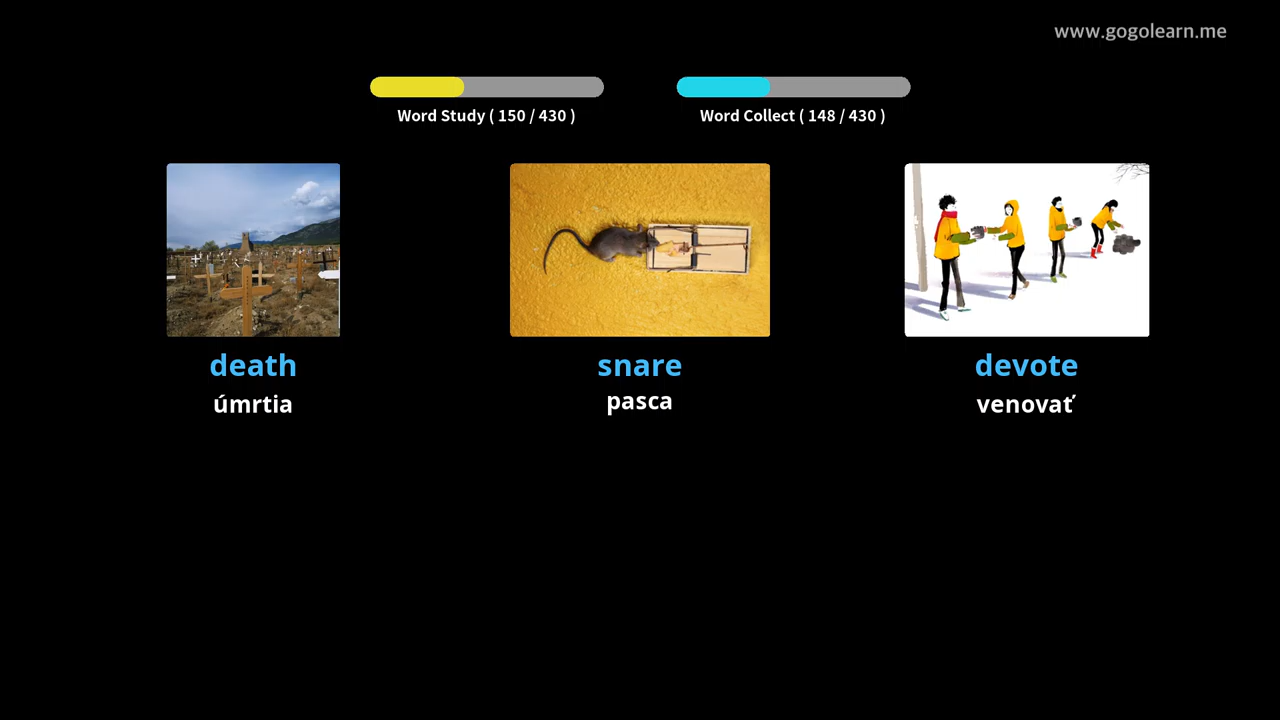 www.gogolearn.me
Word Study ( 150 / 430 )
Word Collect ( 148 / 430 )
death
úmrtia
snare
pasca
devote
venovať